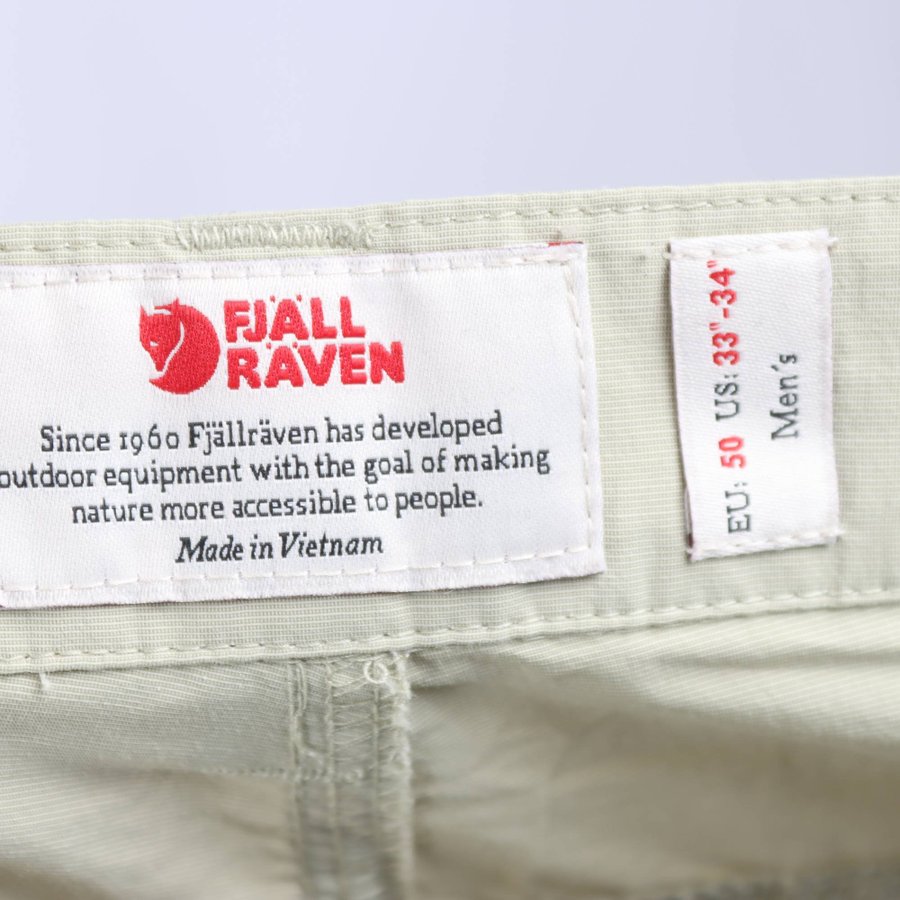 FJÄLL
RÄVEN
Since 1960 Fjällräven has developed
outdoor equipment with the goal of making
nature more accessible to people.
Made in Vietnam
EU: 50 US: 33"-34"
Men´s